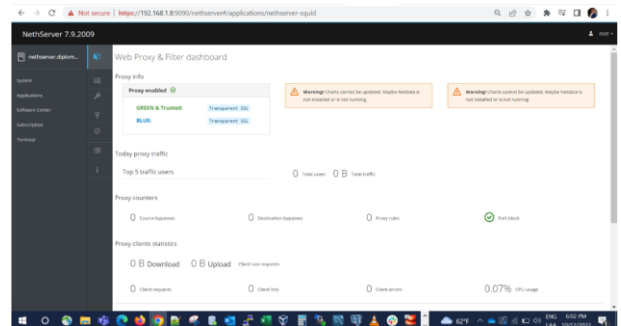 Not secure | https://192.168.1.8:9090/nethserver#/applications/nethserver-squid
NethServer 7.9.2009
root
nethserver.diplom...
System
Applications
Software Center
Subscription
Terminal
Web Proxy & Filter dashboard
Proxy info
Proxy enabled
GREEN & Trusted: Transparent SSL
BLUE: Transparent SSL
Warning! Charts cannot be updated. Maybe Netdata is
not installed or is not running.
Warning! Charts cannot be updated. Maybe Netdata is
not installed or is not running.
Today proxy traffic
Top 5 traffic users
0 Total users 0 B Total traffic
Proxy counters
0 Source bypasses
0 Destination bypasses
0 Proxy rules
Port block
Proxy clients statistics
0 B Download 0 B Upload Client live requests
0 Client requests
0 Client hits
0 Client errors
0.07% CPU usage
62°F
ENG 6:02 PM
LAA 10/12/2022